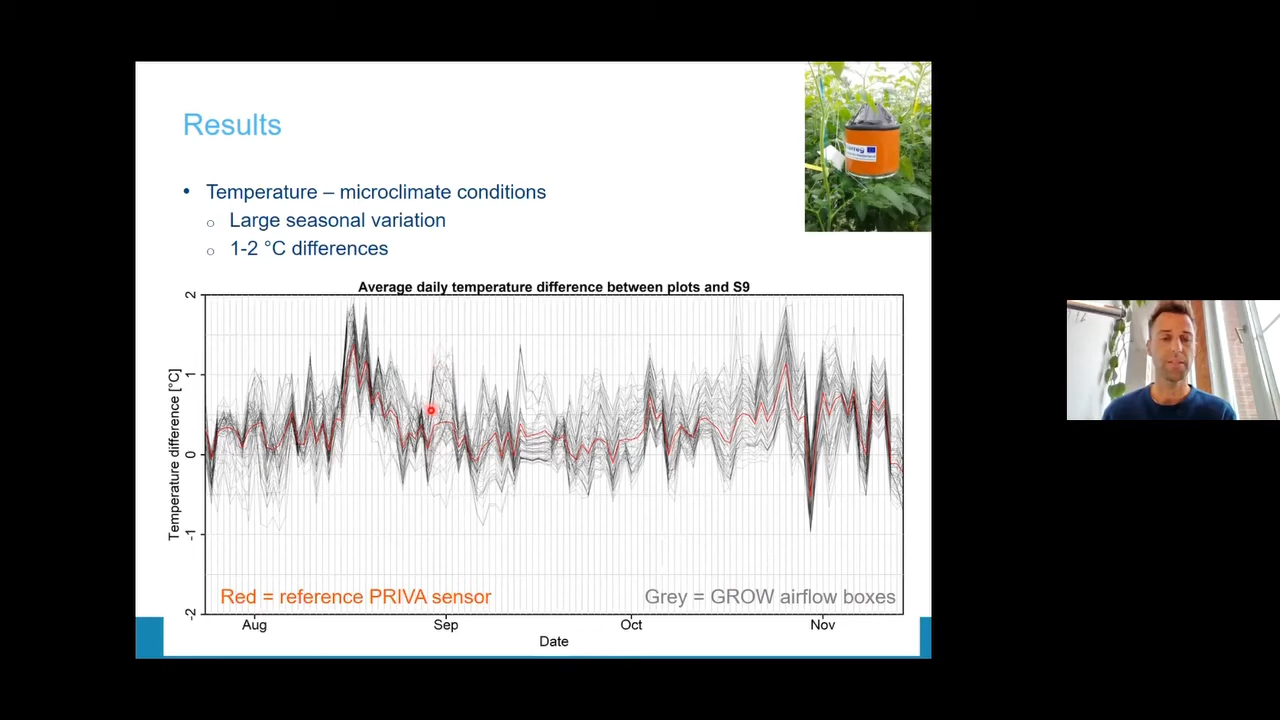 Results
• Temperature – microclimate conditions
○ Large seasonal variation
○ 1-2 °C differences
Average daily temperature difference between plots and S9
Temperature difference [°C]
2
1
0
-1
-2
Red = reference PRIVA sensor
Grey = GROW airflow boxes
Aug
Sep
Oct
Nov
Date